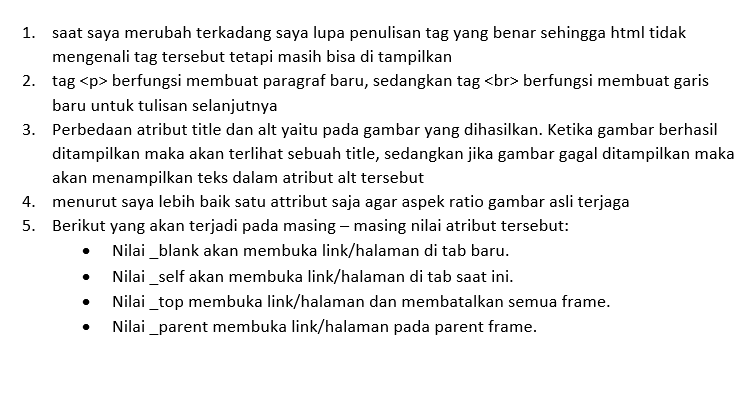 1. saat saya merubah terkadang saya lupa penulisan tag yang benar sehingga html tidak
mengenali tag tersebut tetapi masih bisa di tampilkan
2. tag <p> berfungsi membuat paragraf baru, sedangkan tag <br> berfungsi membuat garis
baru untuk tulisan selanjutnya
3. Perbedaan atribut title dan alt yaitu pada gambar yang dihasilkan. Ketika gambar berhasil
ditampilkan maka akan terlihat sebuah title, sedangkan jika gambar gagal ditampilkan maka
akan menampilkan teks dalam atribut alt tersebut
4. menurut saya lebih baik satu attribut saja agar aspek ratio gambar asli terjaga
5. Berikut yang akan terjadi pada masing – masing nilai atribut tersebut:
• Nilai _blank akan membuka link/halaman di tab baru.
• Nilai _self akan membuka link/halaman di tab saat ini.
• Nilai _top membuka link/halaman dan membatalkan semua frame.
• Nilai _parent membuka link/halaman pada parent frame.